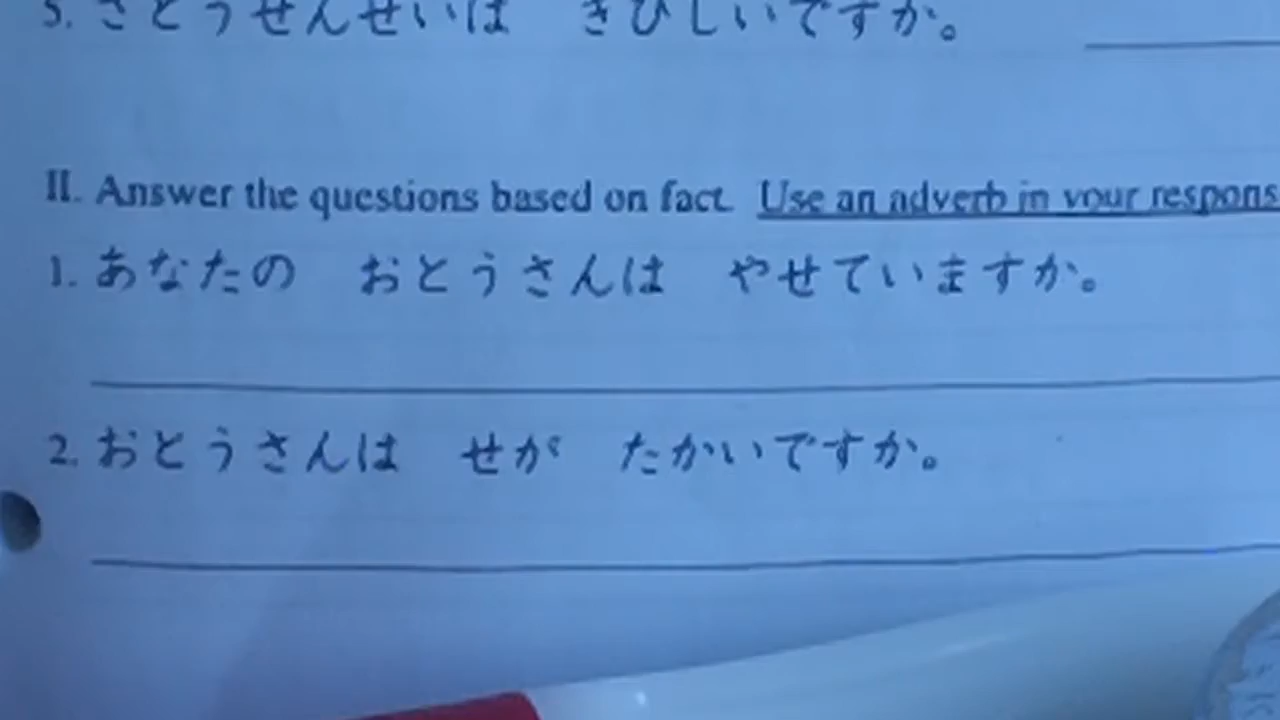 5. さとうせんせいは きびしいですか。
II. Answer the questions based on fact. Use an adverb in your respons
1. あなたの おとうさんは やせていますか。
2. おとうさんは せが たかいですか。